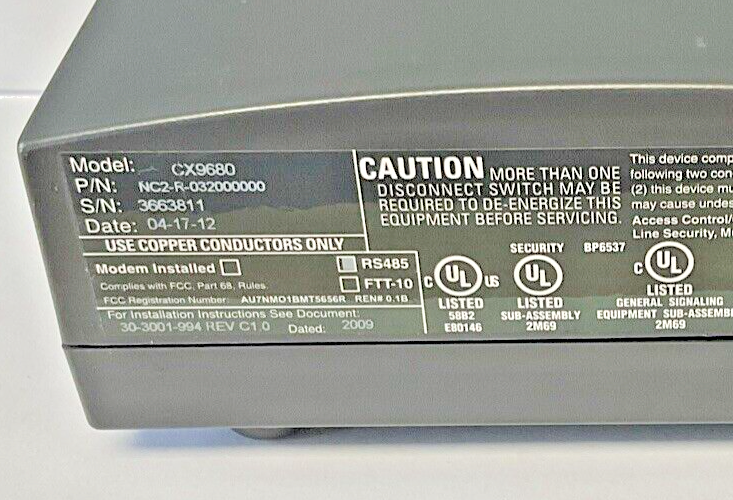 Model: CX9680
P/N: NC2-R-032000000
S/N: 3663811
Date: 04-17-12
USE COPPER CONDUCTORS ONLY
Modem Installed
RS485
Complies with FCC, Part 68, Rules.
FTT-10
FCC Registration Number: AU7NMO1BMT5656R REN# 0.1B
For Installation Instructions See Document:
30-3001-994 REV C1.0 Dated: 2009
CAUTION MORE THAN ONE
DISCONNECT SWITCH MAY BE
REQUIRED TO DE-ENERGIZE THIS
EQUIPMENT BEFORE SERVICING.
This device comp
following two con
(2) this device mu
may cause undes
Access Control/
Line Security, M
SECURITY BP6537
C UL US
LISTED
58B2
E80146
UL
LISTED
SUB-ASSEMBLY
2M69
C UL
LISTED
GENERAL SIGNALING
EQUIPMENT SUB-ASSEMB
2M69